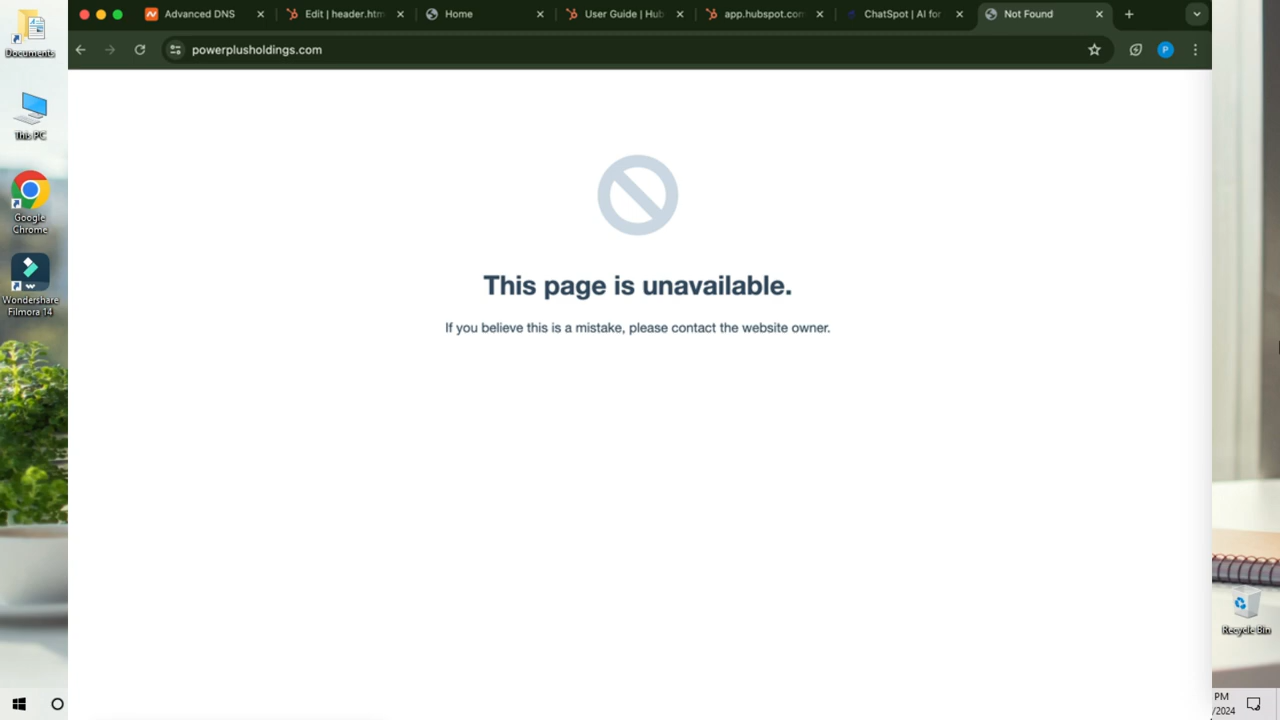 Advanced DNS
Edit | header.htm
Home
User Guide | Hub
app.hubspot.com
ChatSpot | AI for
Not Found
powerplusholdings.com
P
Documents
This PC
Google
Chrome
Wondershare
Filmora 14
This page is unavailable.
If you believe this is a mistake, please contact the website owner.
Recycle Bin
PM
/2024